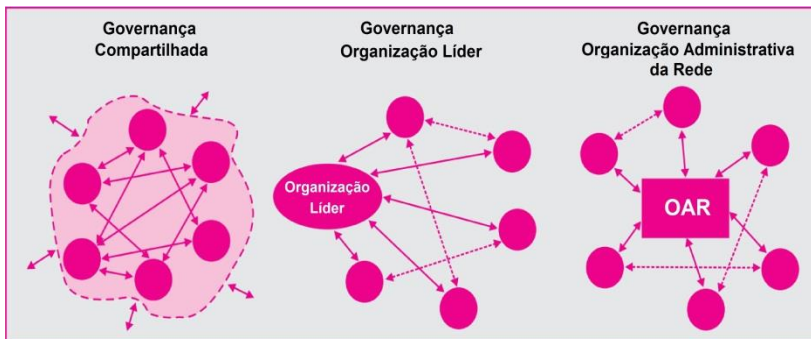 Governança
Compartilhada
Governança
Organização Líder
Governança
Organização Administrativa
da Rede
Organização
Líder
OAR